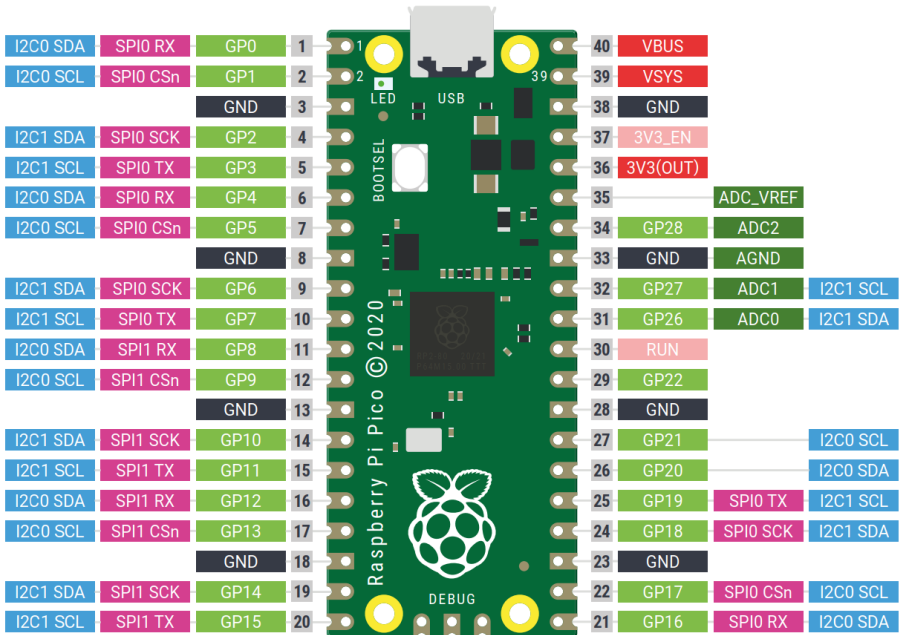 I2C0 SDA SPI0 RX GP0 1 1 40 VBUS
I2C0 SCL SPI0 CSn GP1 2 2 39 39 VSYS
GND 3 LED USB 38 GND
I2C1 SDA SPI0 SCK GP2 4 37 3V3_EN
I2C1 SCL SPI0 TX GP3 5 BOOTSEL 36 3V3(OUT)
I2C0 SDA SPI0 RX GP4 6 35 ADC_VREF
I2C0 SCL SPI0 CSn GP5 7 34 GP28 ADC2
GND 8 33 GND AGND
I2C1 SDA SPI0 SCK GP6 9 32 GP27 ADC1 I2C1 SCL
I2C1 SCL SPI0 TX GP7 10 31 GP26 ADC0 I2C1 SDA
I2C0 SDA SPI1 RX GP8 11 30 RUN
I2C0 SCL SPI1 CSn GP9 12 29 GP22
GND 13 28 GND
I2C1 SDA SPI1 SCK GP10 14 27 GP21 I2C0 SCL
I2C1 SCL SPI1 TX GP11 15 26 GP20 I2C0 SDA
I2C0 SDA SPI1 RX GP12 16 25 GP19 SPI0 TX I2C1 SCL
I2C0 SCL SPI1 CSn GP13 17 24 GP18 SPI0 SCK I2C1 SDA
GND 18 23 GND
I2C1 SDA SPI1 SCK GP14 19 22 GP17 SPI0 CSn I2C0 SCL
I2C1 SCL SPI1 TX GP15 20 21 GP16 SPI0 RX I2C0 SDA
Raspberry Pi Pico © 2020
DEBUG